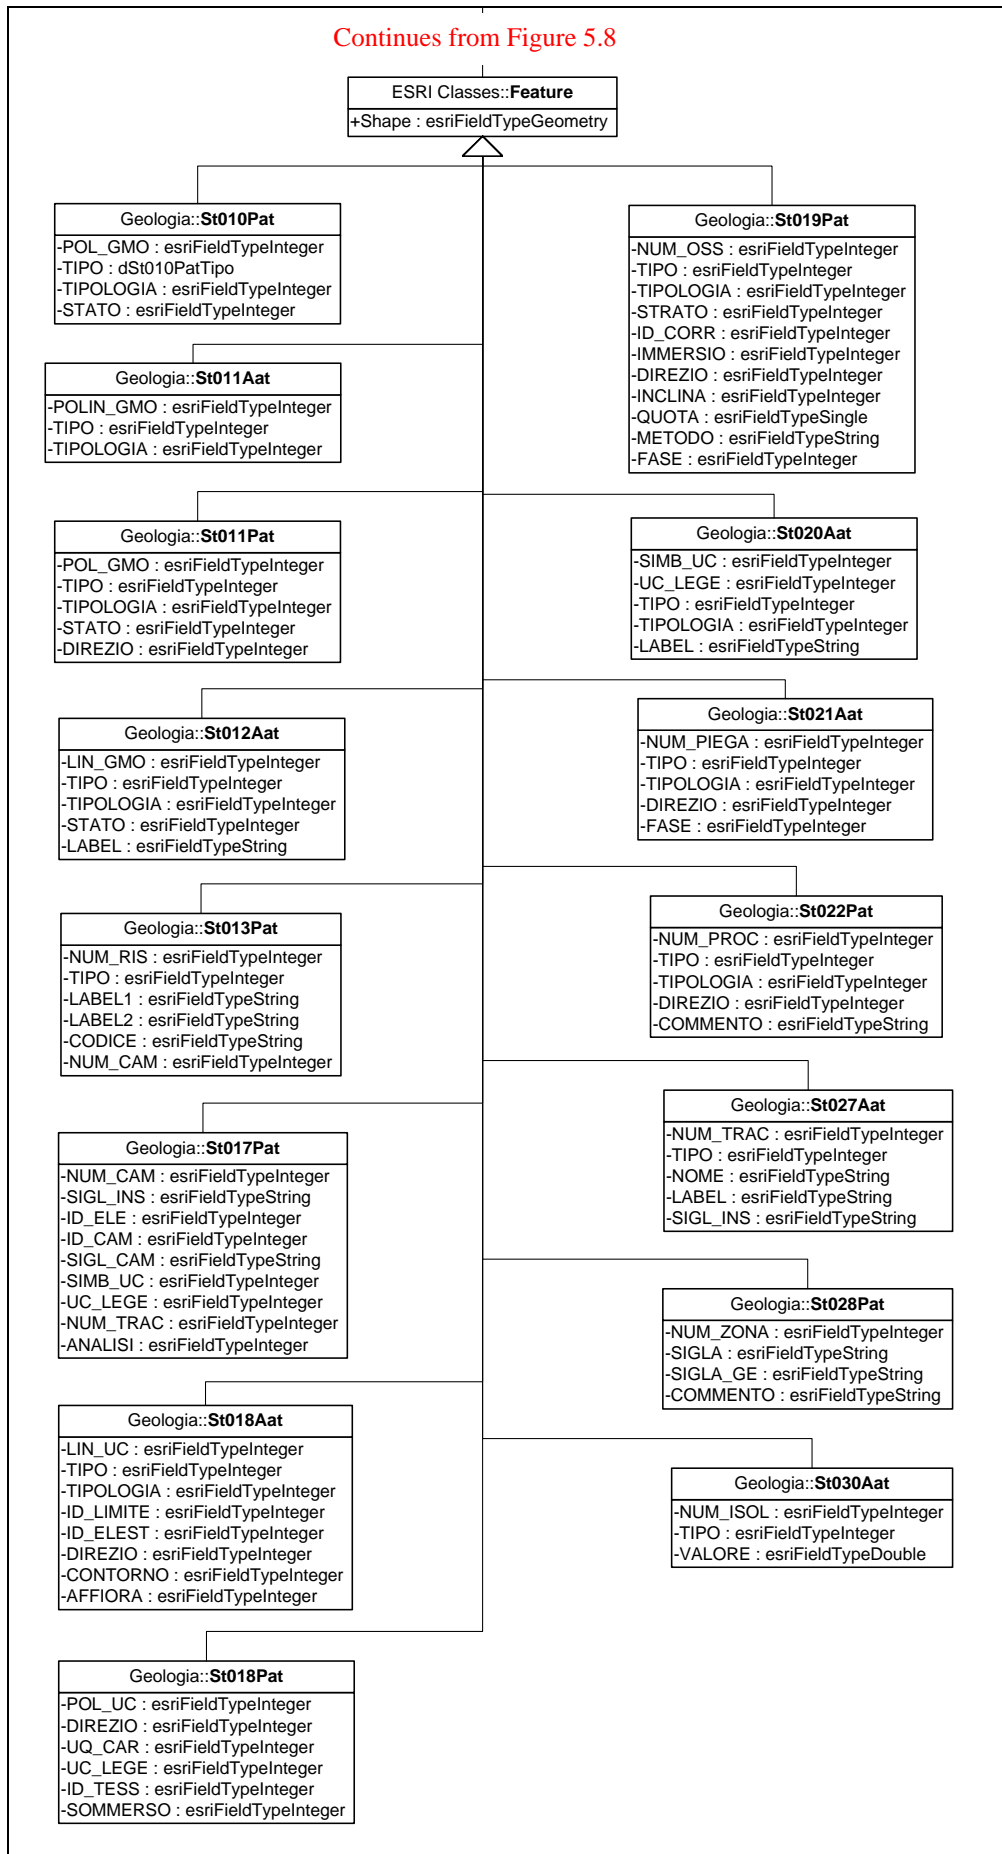 Continues from Figure 5.8
ESRI Classes::Feature
+Shape : esriFieldTypeGeometry
Geologia::St010Pat
-POL_GMO : esriFieldTypeInteger
-TIPO : dSt010PatTipo
-TIPOLOGIA : esriFieldTypeInteger
-STATO : esriFieldTypeInteger
Geologia::St011Aat
-POLIN_GMO : esriFieldTypeInteger
-TIPO : esriFieldTypeInteger
-TIPOLOGIA : esriFieldTypeInteger
Geologia::St011Pat
-POL_GMO : esriFieldTypeInteger
-TIPO : esriFieldTypeInteger
-TIPOLOGIA : esriFieldTypeInteger
-STATO : esriFieldTypeInteger
-DIREZIO : esriFieldTypeInteger
Geologia::St012Aat
-LIN_GMO : esriFieldTypeInteger
-TIPO : esriFieldTypeInteger
-TIPOLOGIA : esriFieldTypeInteger
-STATO : esriFieldTypeInteger
-LABEL : esriFieldTypeString
Geologia::St013Pat
-NUM_RIS : esriFieldTypeInteger
-TIPO : esriFieldTypeInteger
-LABEL1 : esriFieldTypeString
-LABEL2 : esriFieldTypeString
-CODICE : esriFieldTypeString
-NUM_CAM : esriFieldTypeInteger
Geologia::St017Pat
-NUM_CAM : esriFieldTypeInteger
-SIGL_INS : esriFieldTypeString
-ID_ELE : esriFieldTypeInteger
-ID_CAM : esriFieldTypeInteger
-SIGL_CAM : esriFieldTypeString
-SIMB_UC : esriFieldTypeInteger
-UC_LEGE : esriFieldTypeInteger
-NUM_TRAC : esriFieldTypeInteger
-ANALISI : esriFieldTypeInteger
Geologia::St018Aat
-LIN_UC : esriFieldTypeInteger
-TIPO : esriFieldTypeInteger
-TIPOLOGIA : esriFieldTypeInteger
-ID_LIMITE : esriFieldTypeInteger
-ID_ELEST : esriFieldTypeInteger
-DIREZIO : esriFieldTypeInteger
-CONTORNO : esriFieldTypeInteger
-AFFIORA : esriFieldTypeInteger
Geologia::St018Pat
-POL_UC : esriFieldTypeInteger
-DIREZIO : esriFieldTypeInteger
-UQ_CAR : esriFieldTypeInteger
-UC_LEGE : esriFieldTypeInteger
-ID_TESS : esriFieldTypeInteger
-SOMMERSO : esriFieldTypeInteger
Geologia::St019Pat
-NUM_OSS : esriFieldTypeInteger
-TIPO : esriFieldTypeInteger
-TIPOLOGIA : esriFieldTypeInteger
-STRATO : esriFieldTypeInteger
-ID_CORR : esriFieldTypeInteger
-IMMERSIO : esriFieldTypeInteger
-DIREZIO : esriFieldTypeInteger
-INCLINA : esriFieldTypeInteger
-QUOTA : esriFieldTypeSingle
-METODO : esriFieldTypeString
-FASE : esriFieldTypeInteger
Geologia::St020Aat
-SIMB_UC : esriFieldTypeInteger
-UC_LEGE : esriFieldTypeInteger
-TIPO : esriFieldTypeInteger
-TIPOLOGIA : esriFieldTypeInteger
-LABEL : esriFieldTypeString
Geologia::St021Aat
-NUM_PIEGA : esriFieldTypeInteger
-TIPO : esriFieldTypeInteger
-TIPOLOGIA : esriFieldTypeInteger
-DIREZIO : esriFieldTypeInteger
-FASE : esriFieldTypeInteger
Geologia::St022Pat
-NUM_PROC : esriFieldTypeInteger
-TIPO : esriFieldTypeInteger
-TIPOLOGIA : esriFieldTypeInteger
-DIREZIO : esriFieldTypeInteger
-COMMENTO : esriFieldTypeString
Geologia::St027Aat
-NUM_TRAC : esriFieldTypeInteger
-TIPO : esriFieldTypeInteger
-NOME : esriFieldTypeString
-LABEL : esriFieldTypeString
-SIGL_INS : esriFieldTypeString
Geologia::St028Pat
-NUM_ZONA : esriFieldTypeInteger
-SIGLA : esriFieldTypeString
-SIGLA_GE : esriFieldTypeString
-COMMENTO : esriFieldTypeString
Geologia::St030Aat
-NUM_ISOL : esriFieldTypeInteger
-TIPO : esriFieldTypeInteger
-VALORE : esriFieldTypeDouble